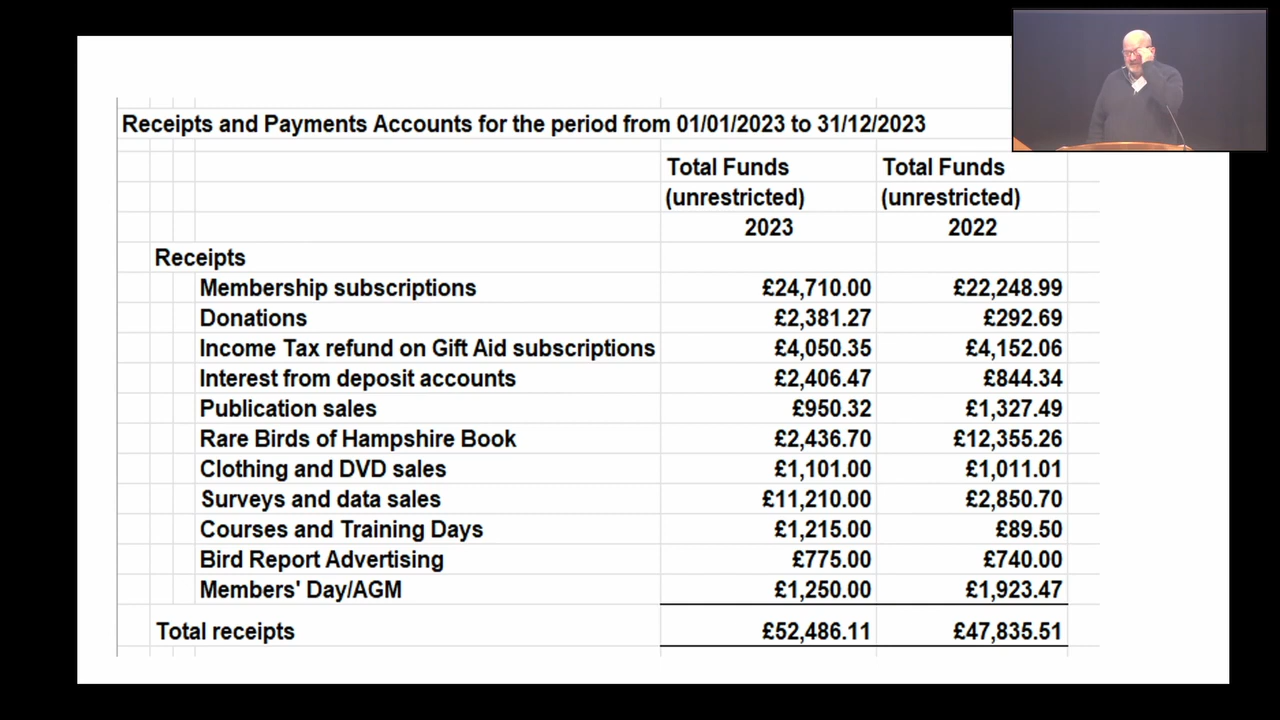 Receipts and Payments Accounts for the period from 01/01/2023 to 31/12/2023
Total Funds Total Funds
(unrestricted) (unrestricted)
2023 2022
Receipts
Membership subscriptions £24,710.00 £22,248.99
Donations £2,381.27 £292.69
Income Tax refund on Gift Aid subscriptions £4,050.35 £4,152.06
Interest from deposit accounts £2,406.47 £844.34
Publication sales £950.32 £1,327.49
Rare Birds of Hampshire Book £2,436.70 £12,355.26
Clothing and DVD sales £1,101.00 £1,011.01
Surveys and data sales £11,210.00 £2,850.70
Courses and Training Days £1,215.00 £89.50
Bird Report Advertising £775.00 £740.00
Members' Day/AGM £1,250.00 £1,923.47
Total receipts £52,486.11 £47,835.51